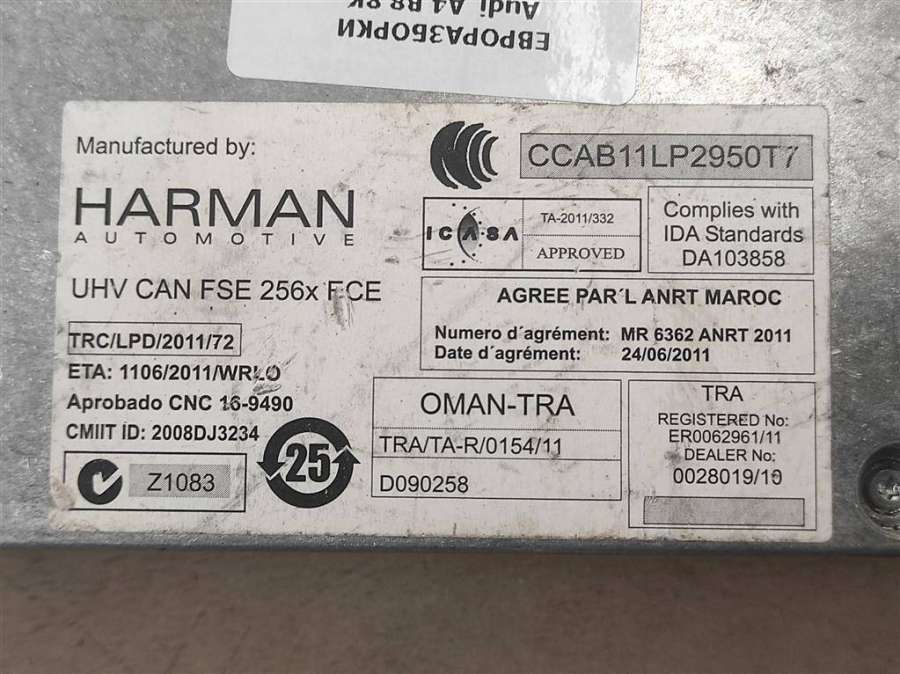 ЕВРОРАЗБОРКИ
Audi A4 B8 8K
Manufactured by:
HARMAN
AUTOMOTIVE
UHV CAN FSE 256x ECE
TRC/LPD/2011/72
ETA: 1106/2011/WRLO
Aprobado CNC 16-9490
CMIIT ID: 2008DJ3234
Z1083
25
CCAB11LP2950T7
ICASA
TA-2011/332
APPROVED
Complies with
IDA Standards
DA103858
AGREE PAR´L ANRT MAROC
Numero d´agrément: MR 6362 ANRT 2011
Date d´agrément: 24/06/2011
OMAN-TRA
TRA/TA-R/0154/11
D090258
TRA
REGISTERED No:
ER0062961/11
DEALER No:
0028019/10